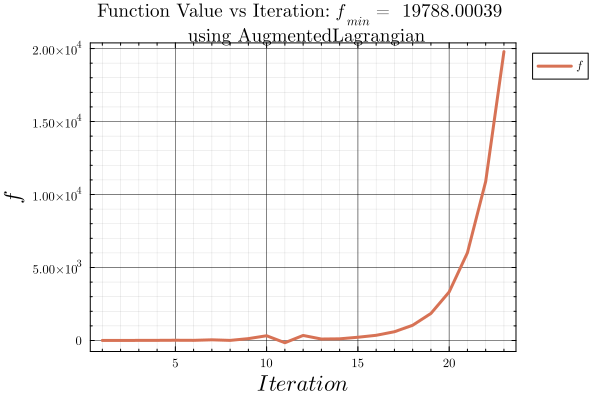 Function Value vs Iteration: f_min = 19788.00039
using AugmentedLagrangian
f
2.00×10⁴
1.50×10⁴
1.00×10⁴
5.00×10³
0
f
5 10 15 20
Iteration